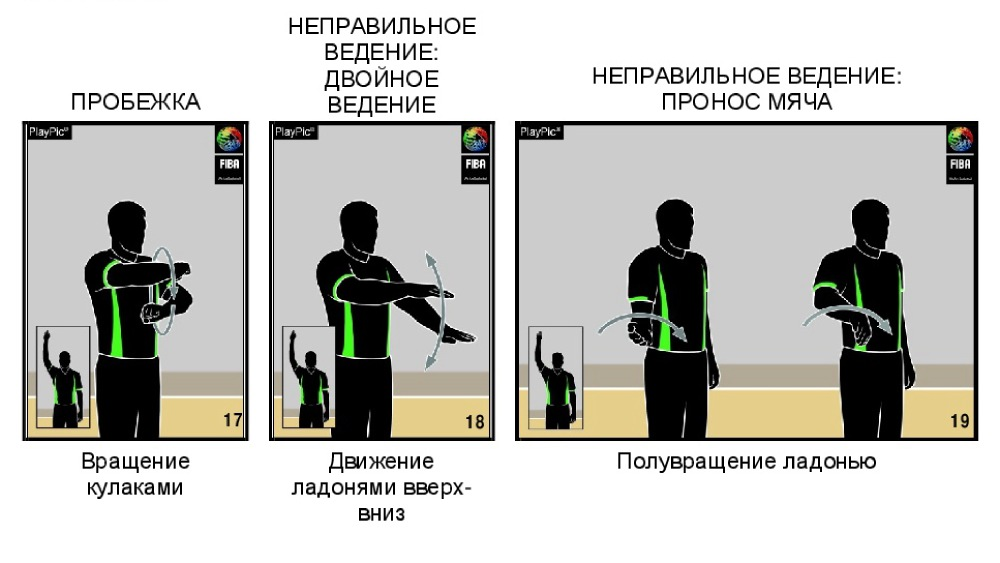 НЕПРАВИЛЬНОЕ
ВЕДЕНИЕ:
ДВОЙНОЕ
ВЕДЕНИЕ
НЕПРАВИЛЬНОЕ ВЕДЕНИЕ:
ПРОНОС МЯЧА
ПРОБЕЖКА
PlayPic®
FIBA
17
PlayPic®
FIBA
18
PlayPic®
FIBA
19
Вращение
кулаками
Движение
ладонями вверх-
вниз
Полувращение ладонью